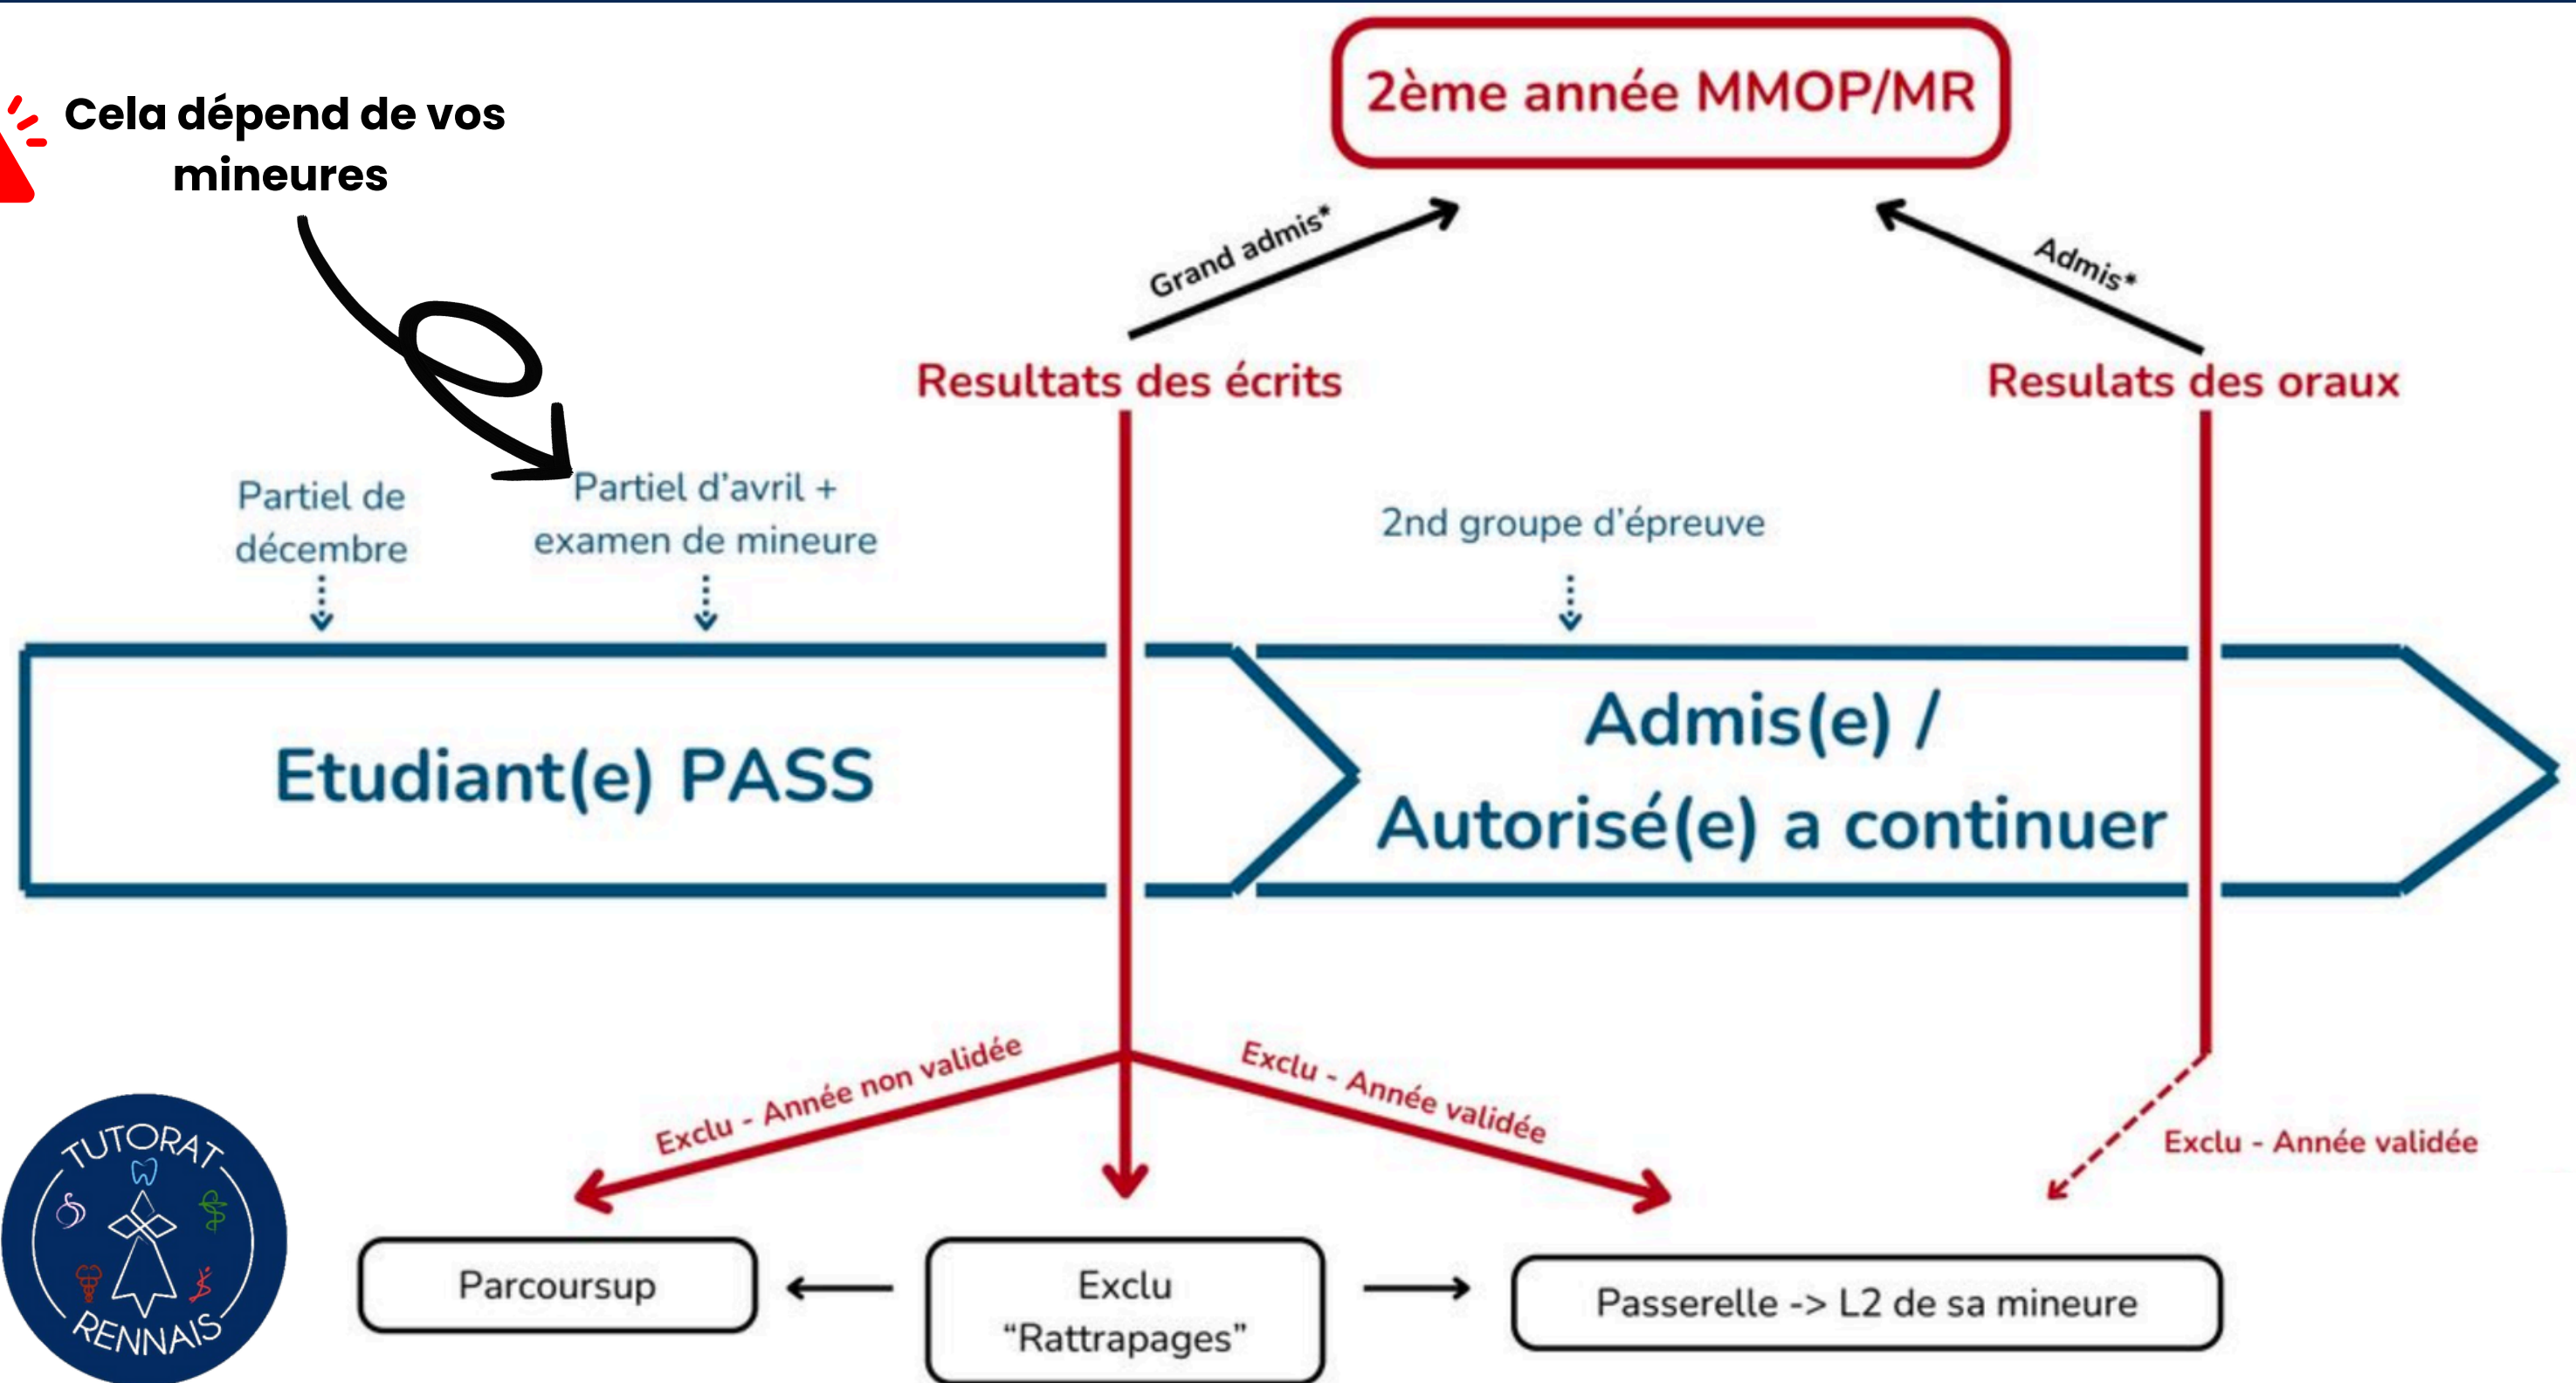 2ème année MMOP/MR
Cela dépend de vos
mineures
Grand admis*
Admis*
Resultats des écrits
Resulats des oraux
Partiel de
décembre
Partiel d'avril +
examen de mineure
2nd groupe d'épreuve
Etudiant(e) PASS
Admis(e) /
Autorisé(e) a continuer
Exclu - Année non validée
Exclu - Année validée
Exclu - Année validée
TUTORAT
RENNAIS
Parcoursup
Exclu
“Rattrapages”
Passerelle -> L2 de sa mineure